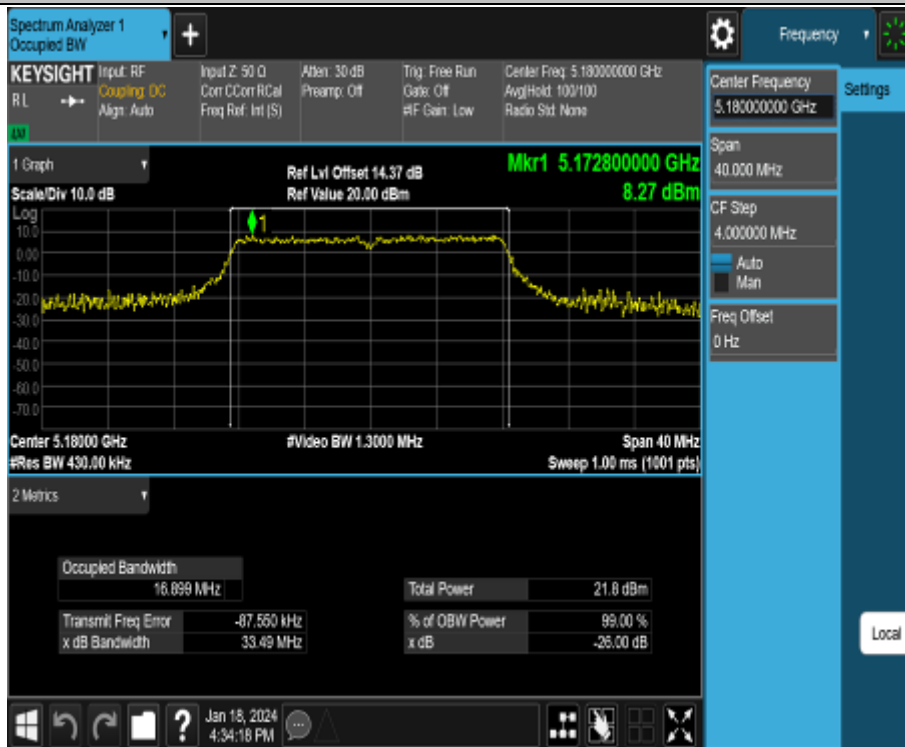 Spectrum Analyzer 1
Occupied BW
+
Frequency
KEYSIGHT
RL
Input: RF
Coupling: DC
Align: Auto
Input Z: 50 Ω
Corr CCorr RCal
Freq Ref: Int (S)
Atten: 30 dB
Preamp: Off
Trig: Free Run
Gate: Off
#IF Gain: Low
Center Freq: 5.180000000 GHz
Avg|Hold: 100/100
Radio Std: None
Center Frequency
5.180000000 GHz
Settings
Span
40.000 MHz
CF Step
4.000000 MHz
Auto
Man
Freq Offset
0 Hz
Local
1 Graph
Scale/Div 10.0 dB
Ref Lvl Offset 14.37 dB
Ref Value 20.00 dBm
Mkr1 5.172800000 GHz
8.27 dBm
Log
10.0
0.00
-10.0
-20.0
-30.0
-40.0
-50.0
-60.0
-70.0
1
Center 5.18000 GHz
#Res BW 430.00 kHz
#Video BW 1.3000 MHz
Span 40 MHz
Sweep 1.00 ms (1001 pts)
2 Metrics
Occupied Bandwidth
16.899 MHz
Transmit Freq Error -87.550 kHz
x dB Bandwidth 33.49 MHz
Total Power 21.8 dBm
% of OBW Power 99.00 %
x dB -26.00 dB
?
Jan 18, 2024
4:34:18 PM